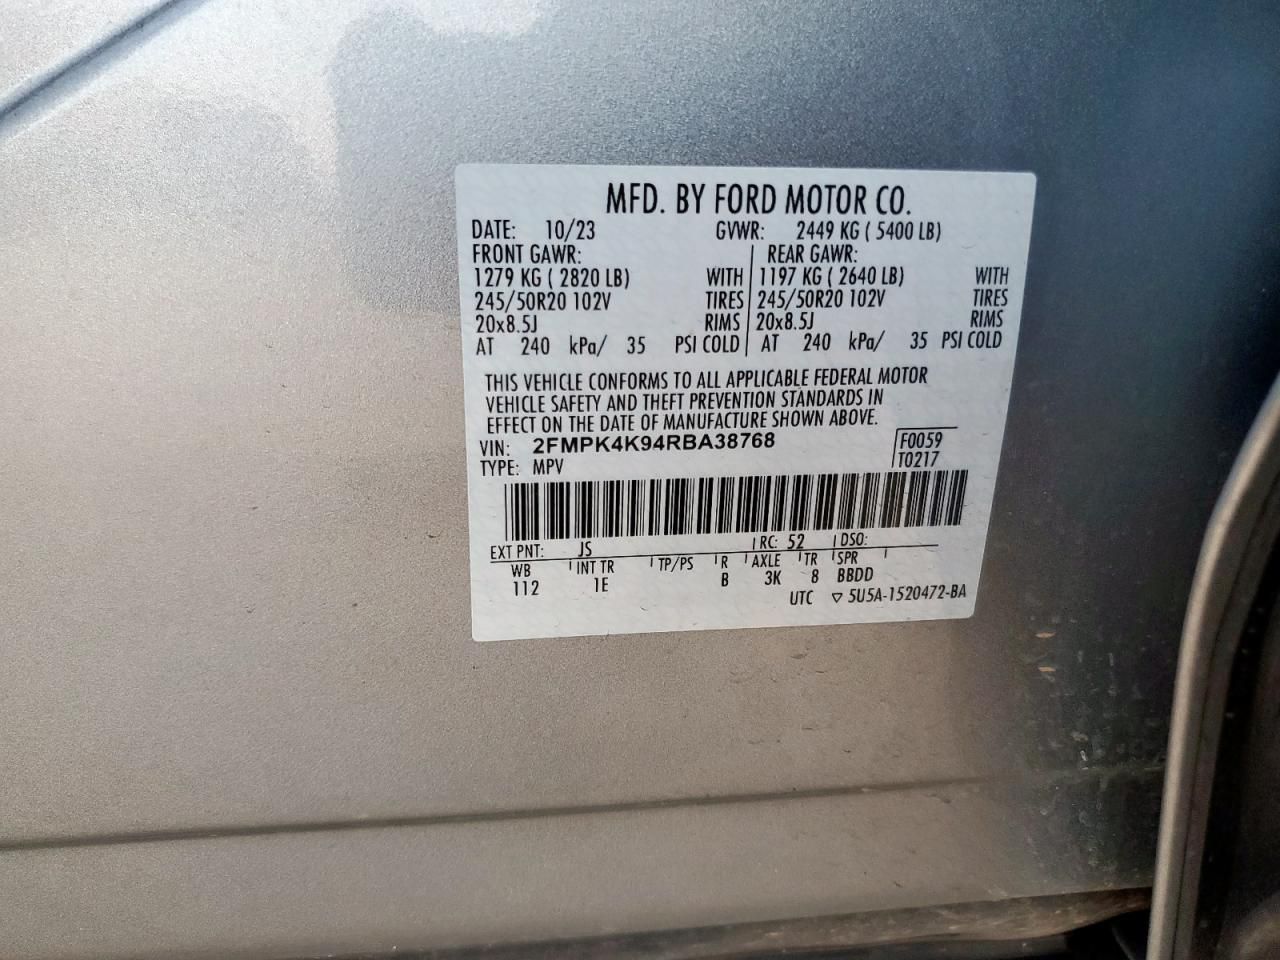 MFD. BY FORD MOTOR CO.
DATE: 10/23 GVWR: 2449 KG ( 5400 LB)
FRONT GAWR: REAR GAWR:
1279 KG ( 2820 LB) WITH 1197 KG ( 2640 LB) WITH
245/50R20 102V TIRES 245/50R20 102V TIRES
20x8.5J RIMS 20x8.5J RIMS
AT 240 kPa/ 35 PSI COLD AT 240 kPa/ 35 PSI COLD
THIS VEHICLE CONFORMS TO ALL APPLICABLE FEDERAL MOTOR
VEHICLE SAFETY AND THEFT PREVENTION STANDARDS IN
EFFECT ON THE DATE OF MANUFACTURE SHOWN ABOVE.
VIN: 2FMPK4K94RBA38768 F0059
TYPE: MPV T0217
EXT PNT: JS RC: 52 DSO:
WB INT TR TP/PS R AXLE TR SPR
112 1E B 3K 8 BBDD
UTC ▽ 5U5A-1520472-BA